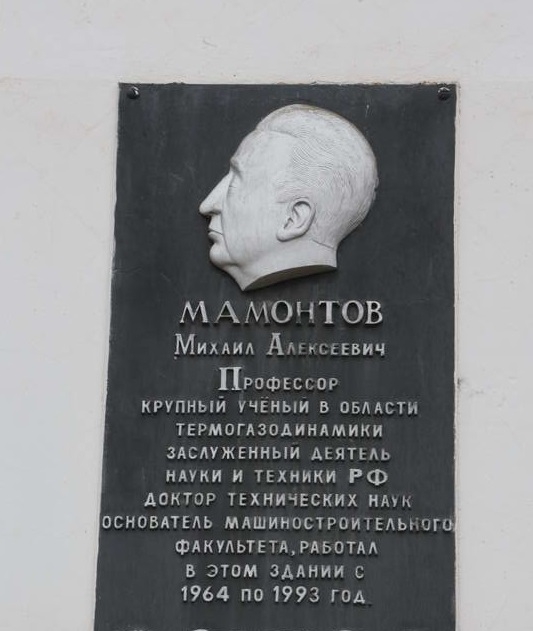 МАМОНТОВ
МИХАИЛ АЛЕКСЕЕВИЧ
ПРОФЕССОР
КРУПНЫЙ УЧЁНЫЙ В ОБЛАСТИ
ТЕРМОГАЗОДИНАМИКИ
ЗАСЛУЖЕННЫЙ ДЕЯТЕЛЬ
НАУКИ И ТЕХНИКИ РФ
ДОКТОР ТЕХНИЧЕСКИХ НАУК
ОСНОВАТЕЛЬ МАШИНОСТРОИТЕЛЬНОГО
ФАКУЛЬТЕТА, РАБОТАЛ
В ЭТОМ ЗДАНИИ С
1964 ПО 1993 ГОД.